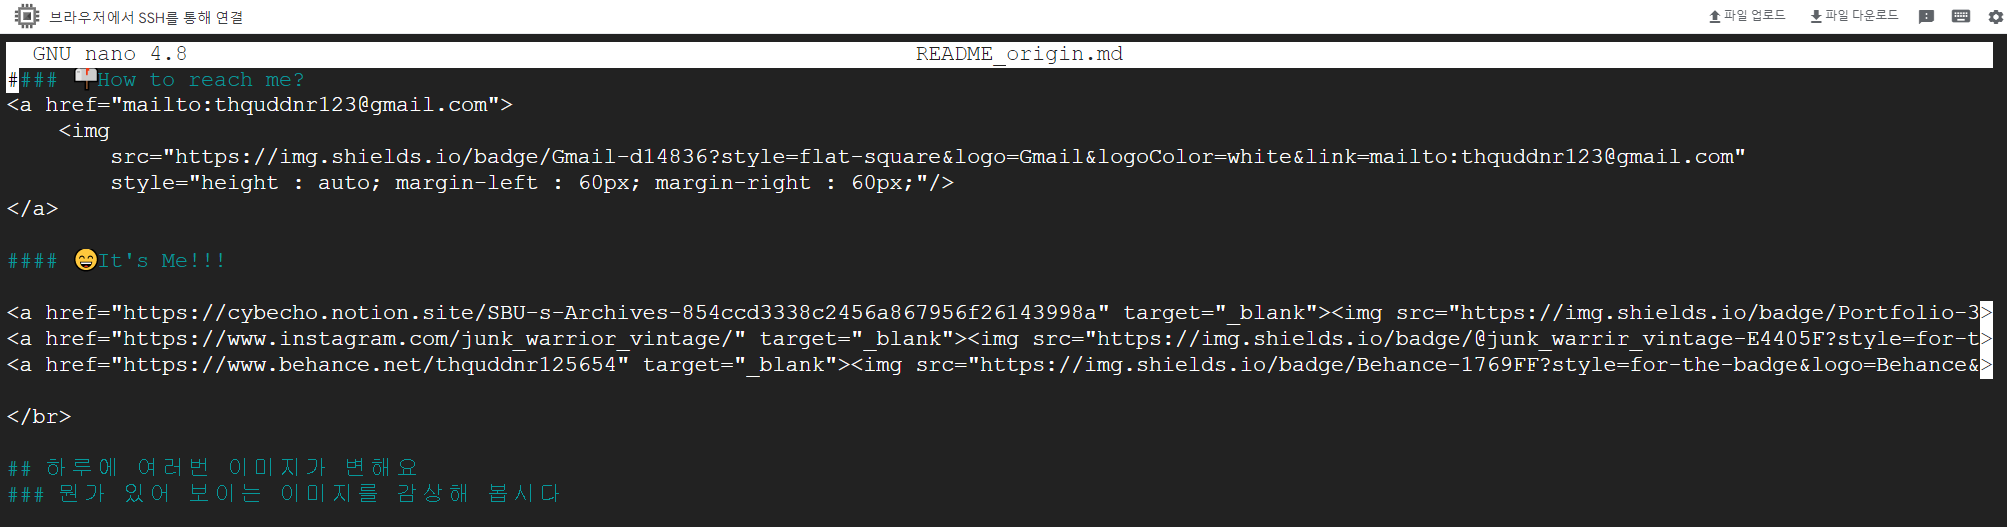 브라우저에서 SSH를 통해 연결
파일 업로드
파일 다운로드
GNU nano 4.8 README_origin.md
#### 📮How to reach me?
<a href="mailto:thquddnr123@gmail.com">
    <img
        src="https://img.shields.io/badge/Gmail-d14836?style=flat-square&logo=Gmail&logoColor=white&link=mailto:thquddnr123@gmail.com"
        style="height : auto; margin-left : 60px; margin-right : 60px;"/>
</a>
#### 😄It's Me!!!
<a href="https://cybecho.notion.site/SBU-s-Archives-854ccd3338c2456a867956f26143998a" target="_blank"><img src="https://img.shields.io/badge/Portfolio-3>
<a href="https://www.instagram.com/junk_warrior_vintage/" target="_blank"><img src="https://img.shields.io/badge/@junk_warrir_vintage-E4405F?style=for-t>
<a href="https://www.behance.net/thquddnr125654" target="_blank"><img src="https://img.shields.io/badge/Behance-1769FF?style=for-the-badge&logo=Behance&>
</br>
## 하루에 여러번 이미지가 변해요
### 뭔가 있어 보이는 이미지를 감상해 봅시다